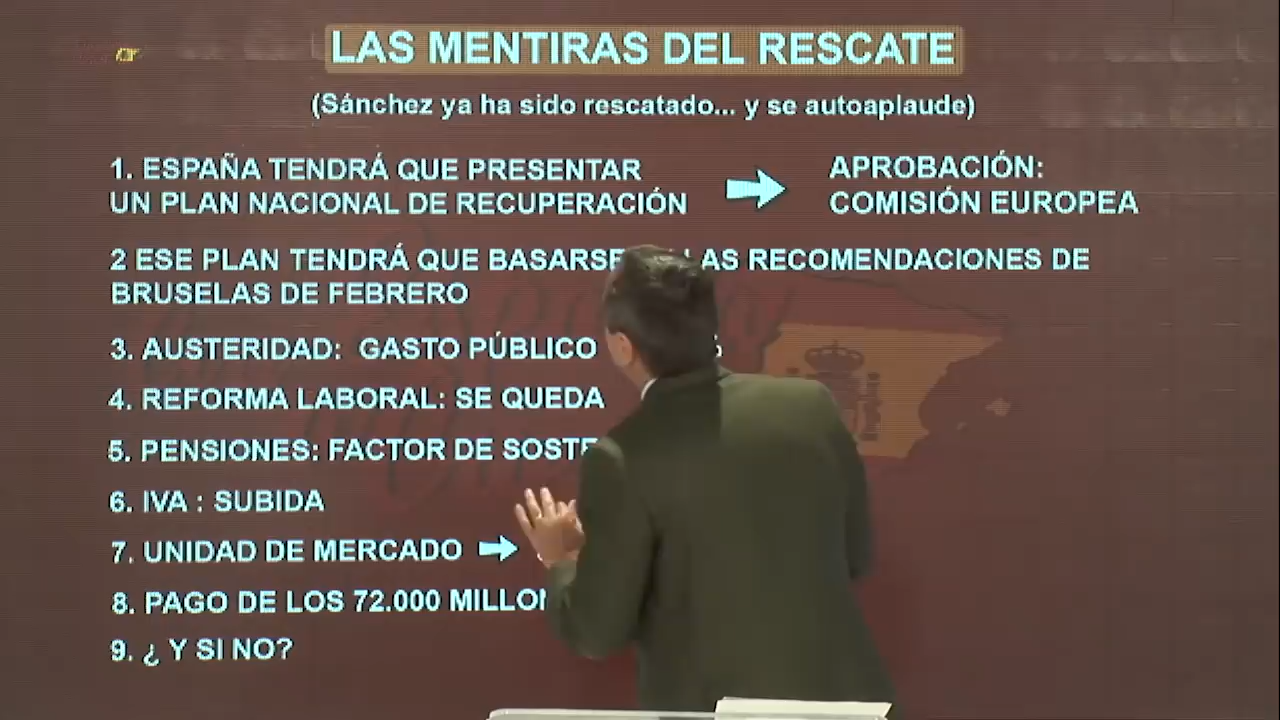 LAS MENTIRAS DEL RESCATE
(Sánchez ya ha sido rescatado... y se autoaplaude)
1. ESPAÑA TENDRÁ QUE PRESENTAR
UN PLAN NACIONAL DE RECUPERACIÓN
APROBACIÓN:
COMISIÓN EUROPEA
2 ESE PLAN TENDRÁ QUE BASARSE LAS RECOMENDACIONES DE
BRUSELAS DE FEBRERO
3. AUSTERIDAD: GASTO PÚBLICO
4. REFORMA LABORAL: SE QUEDA
5. PENSIONES: FACTOR DE
6. IVA : SUBIDA
7. UNIDAD DE MERCADO
8. PAGO DE LOS 72.000
9. ¿ Y SI NO?